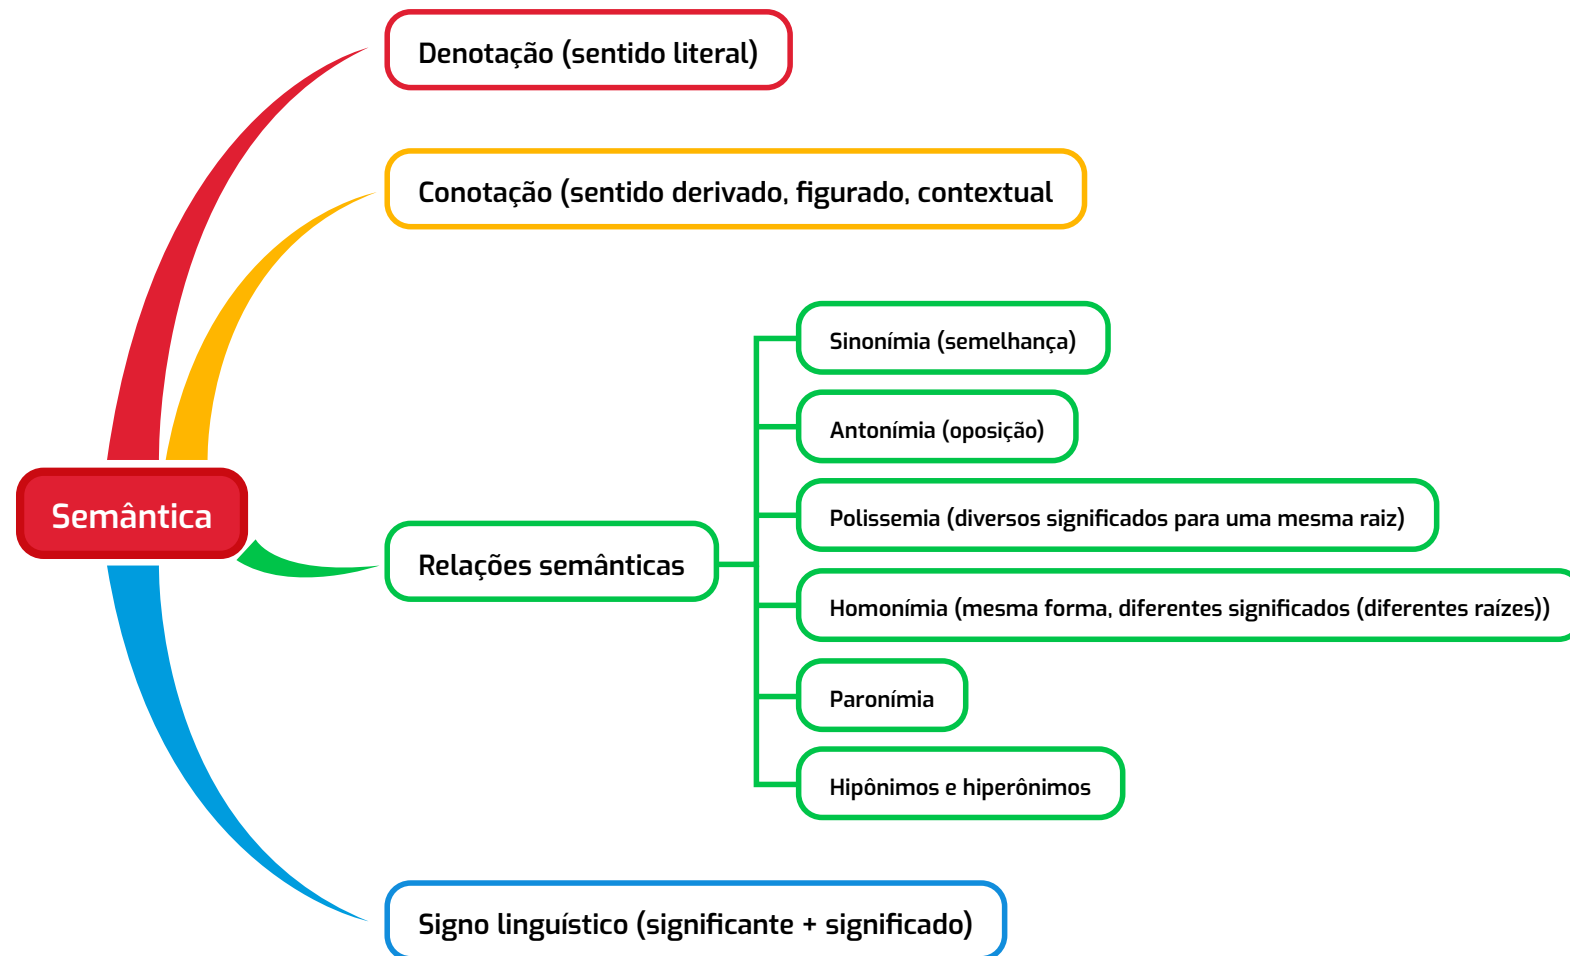 Denotação (sentido literal)
Conotação (sentido derivado, figurado, contextual
Sinonímia (semelhança)
Antonímia (oposição)
Polissemia (diversos significados para uma mesma raiz)
Semântica
Relações semânticas
Homonímia (mesma forma, diferentes significados (diferentes raízes))
Paronímia
Hipônimos e hiperônimos
Signo linguístico (significante + significado)